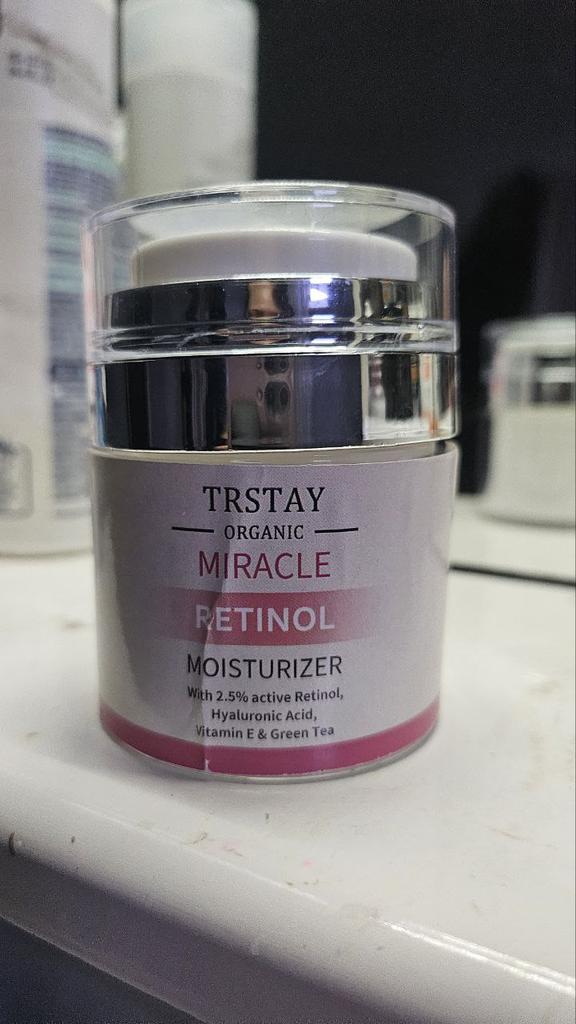 TRSTAY
ORGANIC
MIRACLE
RETINOL
MOISTURIZER
With 2.5% active Retinol,
Hyaluronic Acid,
Vitamin E & Green Tea